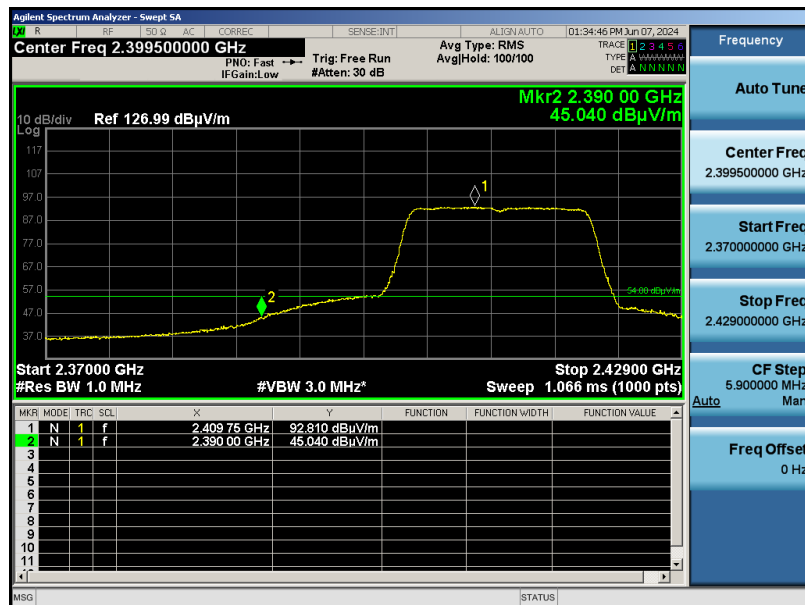 Agilent Spectrum Analyzer - Swept SA
LXI R RF 50 Ω AC CORREC SENSE:INT ALIGN AUTO 01:34:46 PM Jun 07, 2024
Center Freq 2.399500000 GHz
PNO: Fast
IFGain:Low
Trig: Free Run
#Atten: 30 dB
Avg Type: RMS
Avg|Hold: 100/100
TRACE 1 2 3 4 5 6
TYPE A WWWWW
DET A N N N N N
Mkr2 2.390 00 GHz
45.040 dBµV/m
10 dB/div Ref 126.99 dBµV/m
Log
117
107
97.0
87.0
77.0
67.0
57.0
47.0
37.0
1
2
54.00 dBµV/m
Start 2.37000 GHz Stop 2.42900 GHz
#Res BW 1.0 MHz #VBW 3.0 MHz* Sweep 1.066 ms (1000 pts)
MKR MODE TRC SCL X Y FUNCTION FUNCTION WIDTH FUNCTION VALUE
1 N 1 f 2.409 75 GHz 92.810 dBµV/m
2 N 1 f 2.390 00 GHz 45.040 dBµV/m
3
4
5
6
7
8
9
10
11
MSG STATUS
Frequency
Auto Tune
Center Freq
2.399500000 GHz
Start Freq
2.370000000 GHz
Stop Freq
2.429000000 GHz
CF Step
5.900000 MHz
Auto Man
Freq Offset
0 Hz